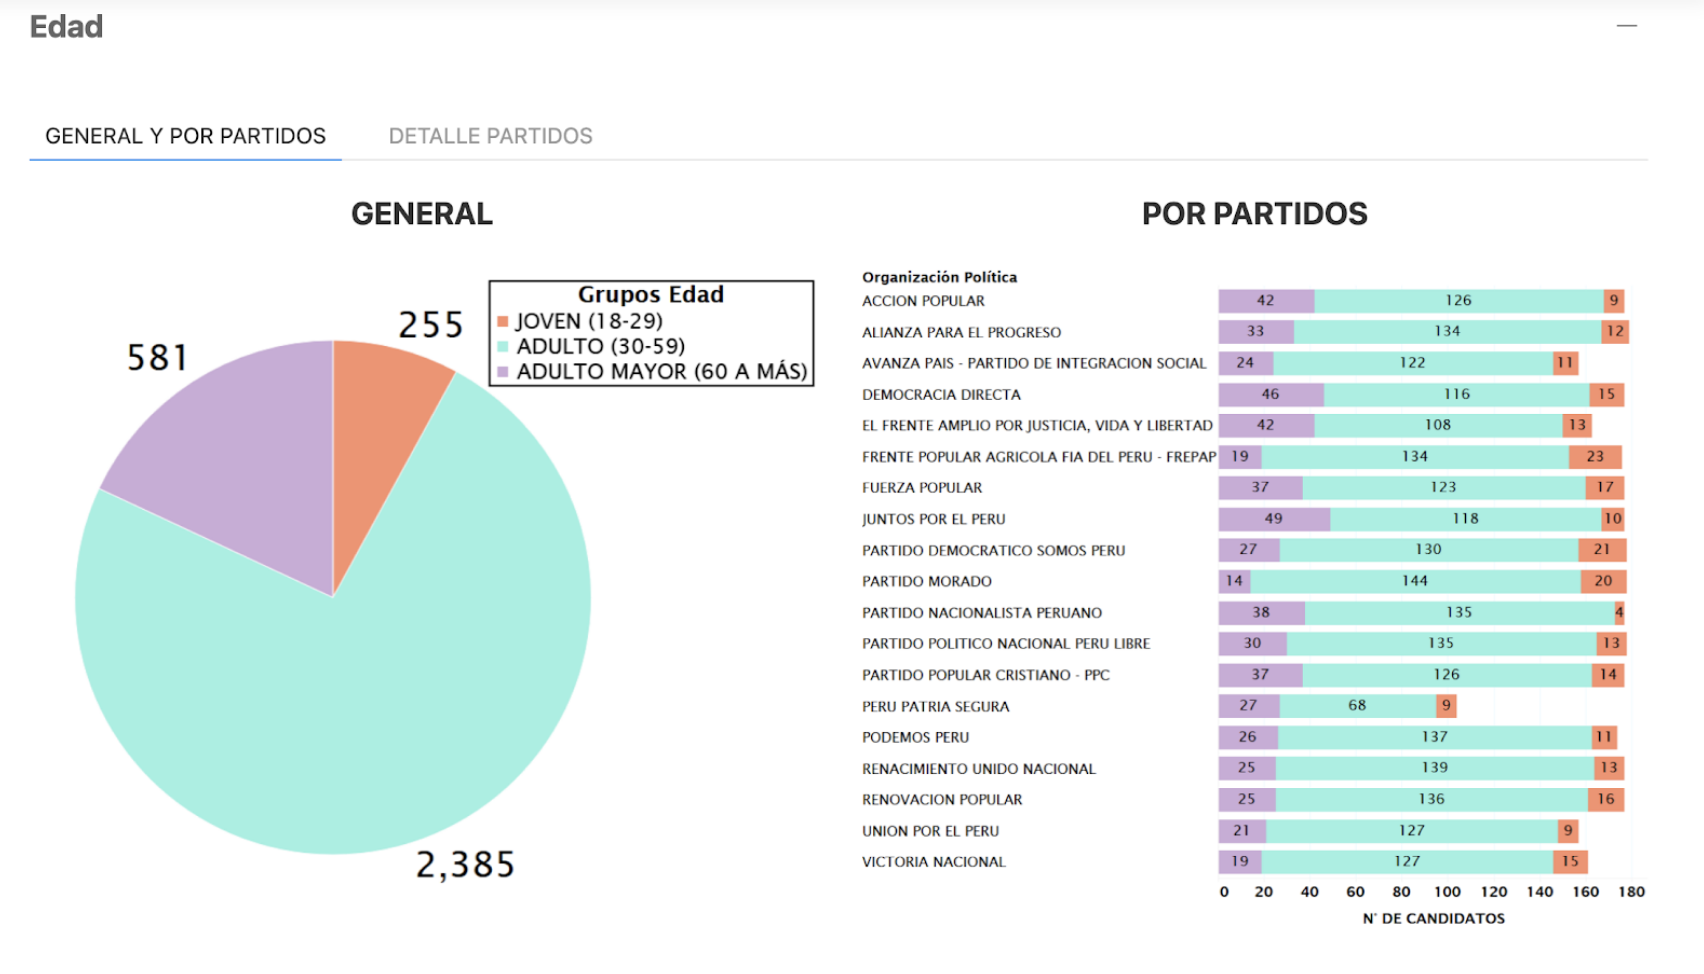 Edad
GENERAL Y POR PARTIDOS
DETALLE PARTIDOS
GENERAL
581
255
2,385
Grupos Edad
JOVEN (18-29)
ADULTO (30-59)
ADULTO MAYOR (60 A MÁS)
POR PARTIDOS
Organización Política
ACCION POPULAR 42 126 9
ALIANZA PARA EL PROGRESO 33 134 12
AVANZA PAIS - PARTIDO DE INTEGRACION SOCIAL 24 122 11
DEMOCRACIA DIRECTA 46 116 15
EL FRENTE AMPLIO POR JUSTICIA, VIDA Y LIBERTAD 42 108 13
FRENTE POPULAR AGRICOLA FIA DEL PERU - FREPAP 19 134 23
FUERZA POPULAR 37 123 17
JUNTOS POR EL PERU 49 118 10
PARTIDO DEMOCRATICO SOMOS PERU 27 130 21
PARTIDO MORADO 14 144 20
PARTIDO NACIONALISTA PERUANO 38 135 4
PARTIDO POLITICO NACIONAL PERU LIBRE 30 135 13
PARTIDO POPULAR CRISTIANO - PPC 37 126 14
PERU PATRIA SEGURA 27 68 9
PODEMOS PERU 26 137 11
RENACIMIENTO UNIDO NACIONAL 25 139 13
RENOVACION POPULAR 25 136 16
UNION POR EL PERU 21 127 9
VICTORIA NACIONAL 19 127 15
0 20 40 60 80 100 120 140 160 180
N° DE CANDIDATOS